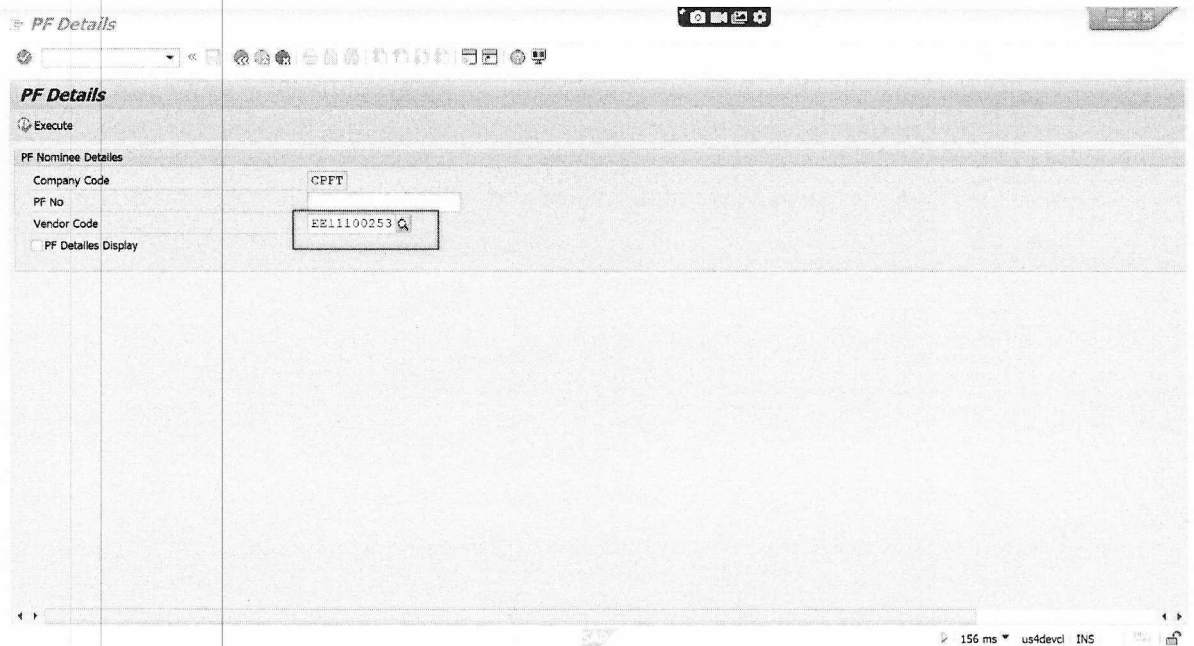 PF Details
PF Details
Execute
PF Nominee Detailes
Company Code CPFT
PF No
Vendor Code EE11100253
PF Detailes Display
156 ms us4devci INS